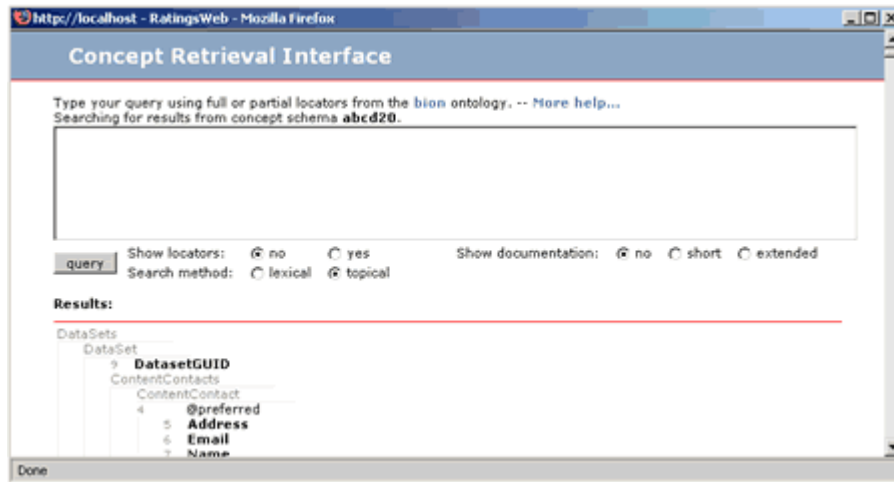 http://localhost - RatingsWeb - Mozilla Firefox
Concept Retrieval Interface
Type your query using full or partial locators from the bion ontology. -- More help...
Searching for results from concept schema abcd20.
query
Show locators: no yes Show documentation: no short extended
Search method: lexical topical
Results:
DataSets
DataSet
9 DatasetGUID
ContentContacts
ContentContact
4 @preferred
5 Address
6 Email
7 Name
Done